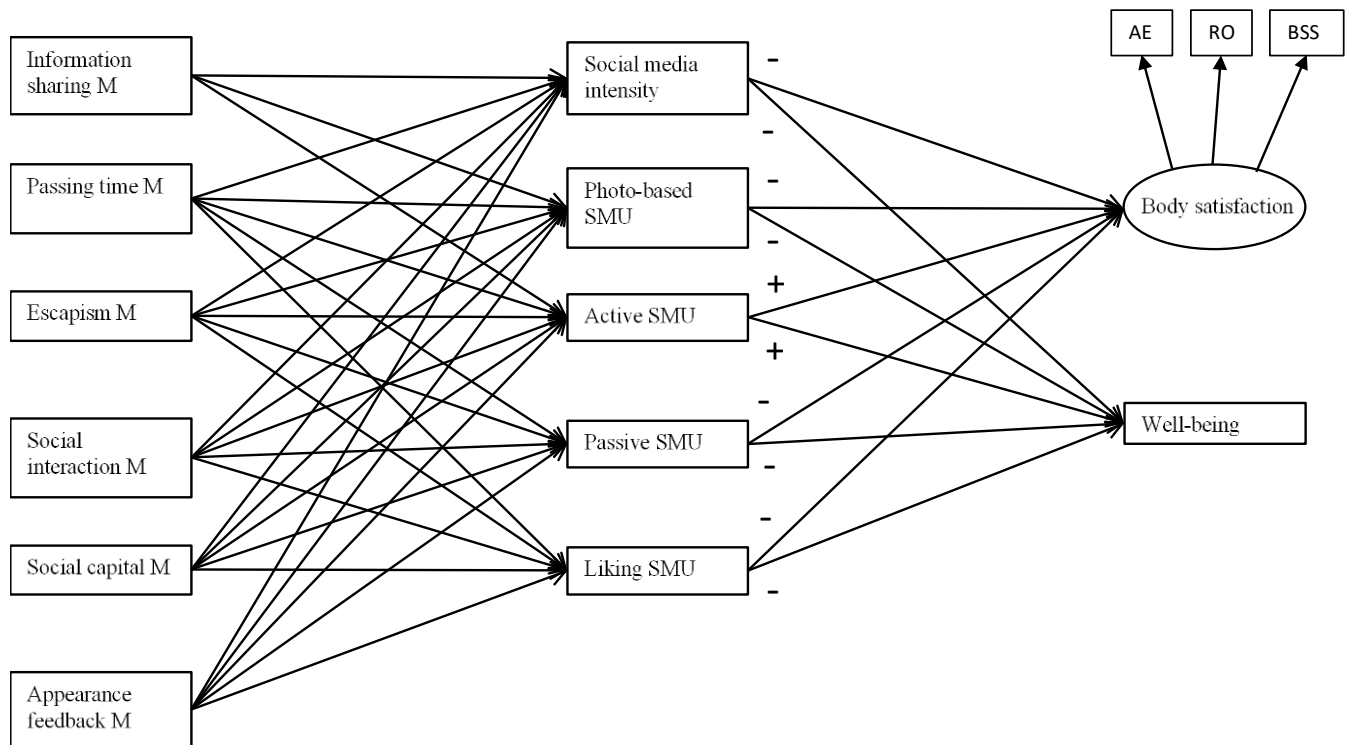 AE
RO
BSS
Information
sharing M
Passing time M
Escapism M
Social
interaction M
Social capital M
Appearance
feedback M
Social media
intensity
Photo-based
SMU
Active SMU
Passive SMU
Liking SMU
-
-
-
-
+
+
-
-
-
-
Body satisfaction
Well-being